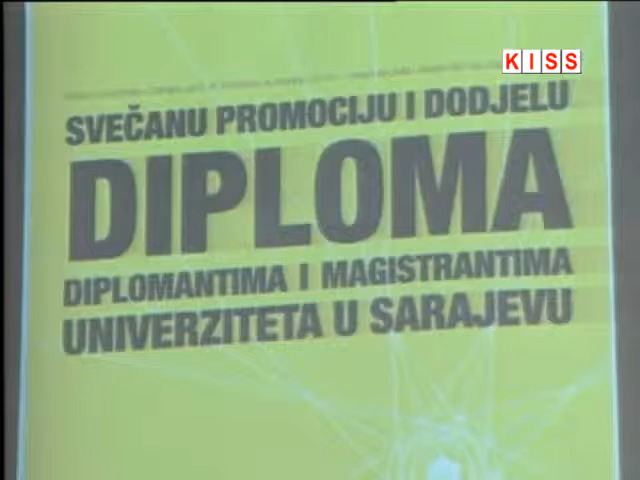 KISS
SVEČANU PROMOCIJU I DODJELU
DIPLOMA
DIPLOMANTIMA I MAGISTRANTIMA
UNIVERZITETA U SARAJEVU